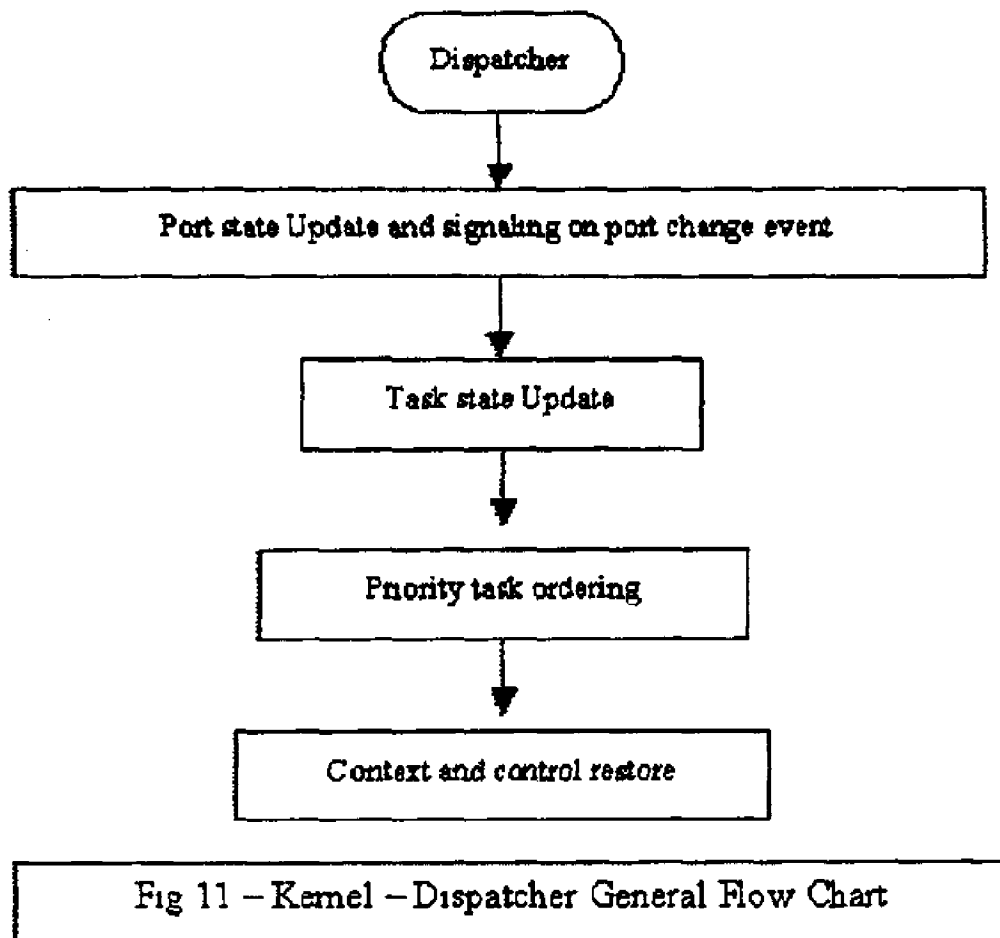 Dispatcher
Port state Update and signaling on port change event
Task state Update
Priority task ordering
Context and control restore
Fig 11 – Kernel – Dispatcher General Flow Chart